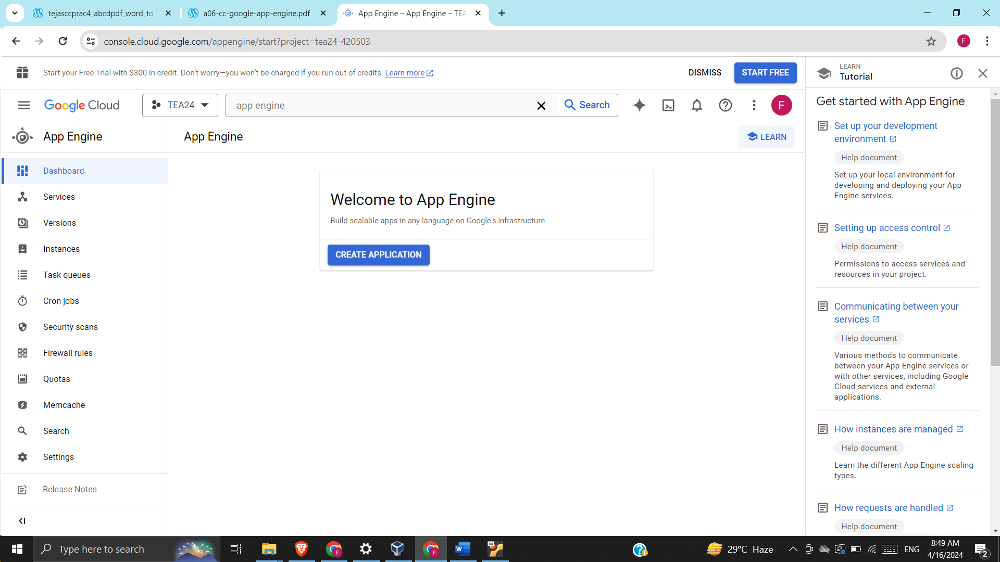 tejasccprac4_abcdpdf_word_to_
a06-cc-google-app-engine.pdf
App Engine – App Engine – TEA
console.cloud.google.com/appengine/start?project=tea24-420503
F
Start your Free Trial with $300 in credit. Don't worry—you won't be charged if you run out of credits. Learn more
DISMISS
START FREE
LEARN
Tutorial
Google Cloud
TEA24
app engine
Search
F
App Engine
App Engine
LEARN
Dashboard
Services
Versions
Instances
Task queues
Cron jobs
Security scans
Firewall rules
Quotas
Memcache
Search
Settings
Release Notes
Welcome to App Engine
Build scalable apps in any language on Google's infrastructure
CREATE APPLICATION
Get started with App Engine
Set up your development
environment
Help document
Set up your local environment for
developing and deploying your App
Engine services.
Setting up access control
Help document
Permissions to access services and
resources in your project.
Communicating between your
services
Help document
Various methods to communicate
between your App Engine services or
with other services, including Google
Cloud services and external
applications.
How instances are managed
Help document
Learn the different App Engine scaling
types.
How requests are handled
Help document
Type here to search
F
F
W
64
29°C Haze
ENG
8:49 AM
4/16/2024
2